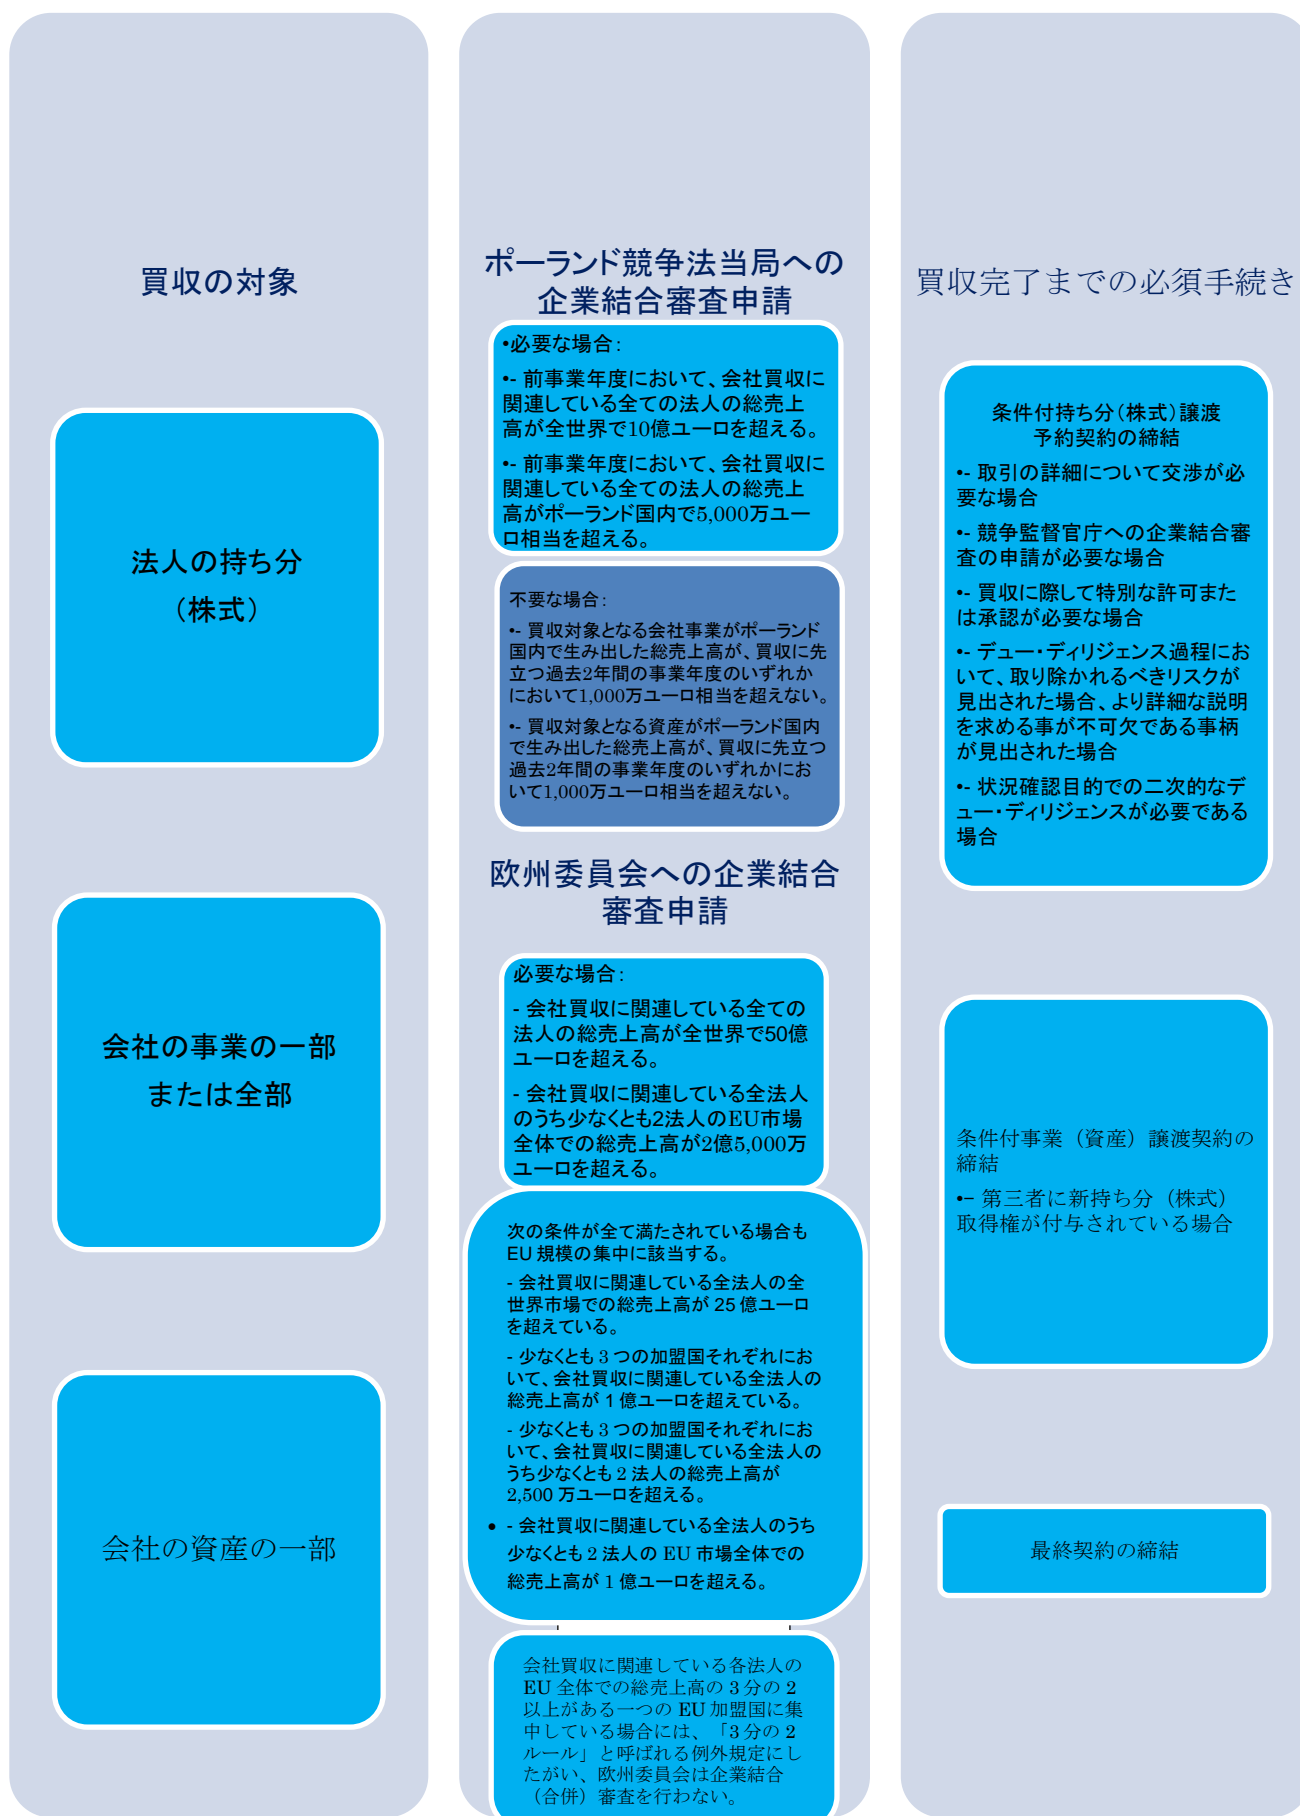 買収の対象
法人の持ち分
（株式）
会社の事業の一部
または全部
会社の資産の一部
ポーランド競争法当局への
企業結合審査申請
•必要な場合：
•- 前事業年度において、会社買収に
関連している全ての法人の総売上
高が全世界で10億ユーロを超える。
•- 前事業年度において、会社買収に
関連している全ての法人の総売上
高がポーランド国内で5,000万ユー
ロ相当を超える。
不要な場合：
•- 買収対象となる会社事業がポーランド
国内で生み出した総売上高が、買収に先
立つ過去2年間の事業年度のいずれか
において1,000万ユーロ相当を超えない。
•- 買収対象となる資産がポーランド国内
で生み出した総売上高が、買収に先立つ
過去2年間の事業年度のいずれかにお
いて1,000万ユーロ相当を超えない。
欧州委員会への企業結合
審査申請
必要な場合：
- 会社買収に関連している全ての
法人の総売上高が全世界で50億
ユーロを超える。
- 会社買収に関連している全法人
のうち少なくとも2法人のEU市場
全体での総売上高が2億5,000万
ユーロを超える。
次の条件が全て満たされている場合も
EU 規模の集中に該当する。
- 会社買収に関連している全法人の全
世界市場での総売上高が 25 億ユーロ
を超えている。
- 少なくとも 3 つの加盟国それぞれにお
いて、会社買収に関連している全法人の
総売上高が 1 億ユーロを超えている。
- 少なくとも 3 つの加盟国それぞれにお
いて、会社買収に関連している全法人の
うち少なくとも 2 法人の総売上高が
2,500 万ユーロを超える。
• - 会社買収に関連している全法人のうち
少なくとも 2 法人の EU 市場全体での
総売上高が 1 億ユーロを超える。
会社買収に関連している各法人の
EU 全体での総売上高の 3 分の 2
以上がある一つの EU 加盟国に集
中している場合には、「3 分の 2
ルール」と呼ばれる例外規定にし
たがい、欧州委員会は企業結合
（合併）審査を行わない。
買収完了までの必須手続き
条件付持ち分（株式）譲渡
予約契約の締結
•- 取引の詳細について交渉が必
要な場合
•- 競争監督官庁への企業結合審
査の申請が必要な場合
•- 買収に際して特別な許可また
は承認が必要な場合
•- デュー・ディリジェンス過程にお
いて、取り除かれるべきリスクが
見出された場合、より詳細な説明
を求める事が不可欠である事柄
が見出された場合
•- 状況確認目的での二次的なデ
ュー・ディリジェンスが必要である
場合
条件付事業（資産）譲渡契約の
締結
•− 第三者に新持ち分（株式）
取得権が付与されている場合
最終契約の締結